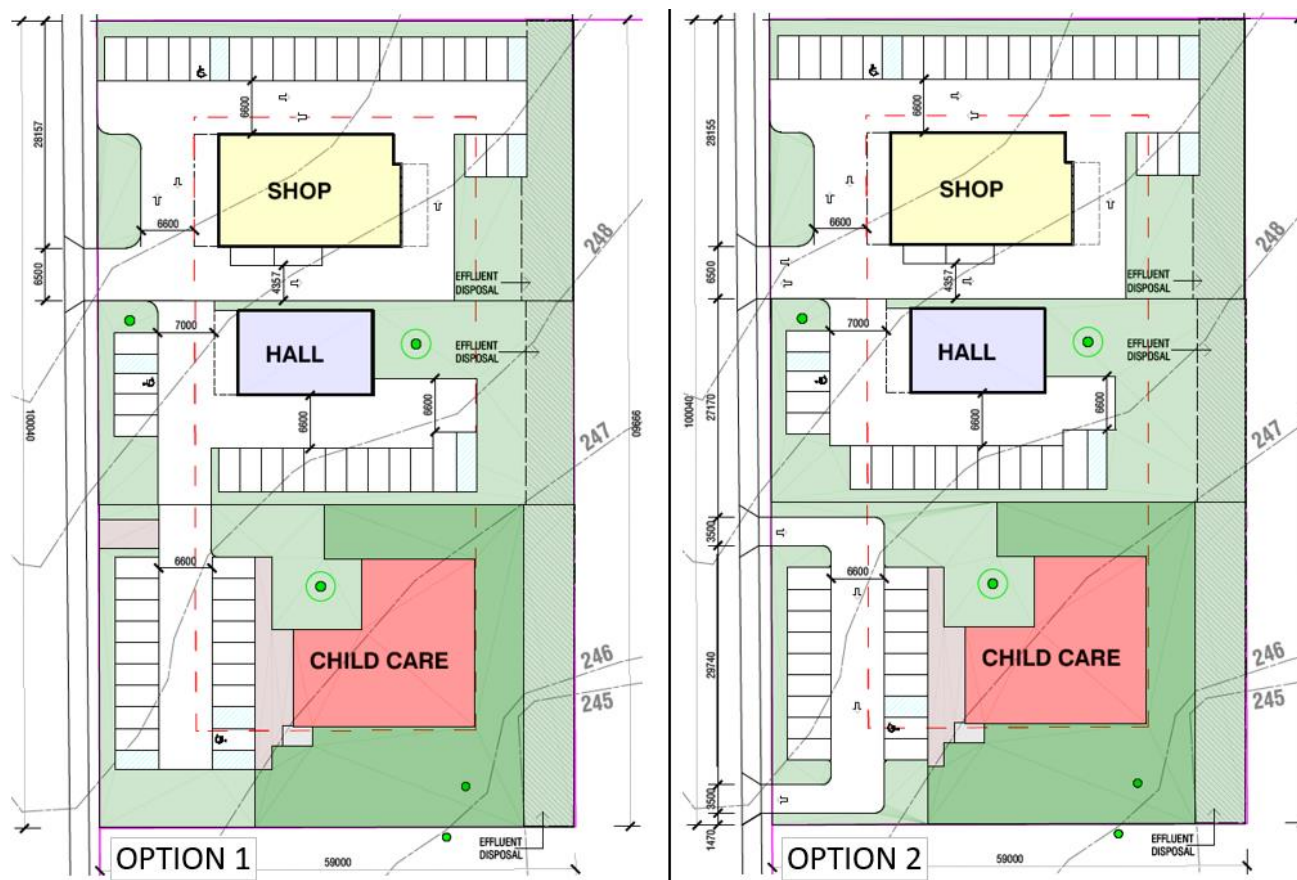 28157
6600
SHOP
6600
248
6500
4357
EFFLUENT
DISPOSAL
7000
HALL
EFFLUENT
DISPOSAL
100040
99960
6600
6600
247
6600
CHILD CARE
246
245
EFFLUENT
DISPOSAL
OPTION 1
59000
28155
6600
SHOP
6600
248
6500
4357
EFFLUENT
DISPOSAL
7000
HALL
EFFLUENT
DISPOSAL
100040
27170
6600
6600
247
3500
6600
CHILD CARE
29740
246
245
3500
1470
EFFLUENT
DISPOSAL
OPTION 2
59000